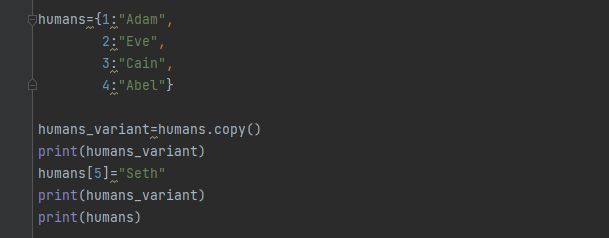 humans={1:"Adam",
2:"Eve",
3:"Cain",
4:"Abel"}
humans_variant=humans.copy()
print(humans_variant)
humans[5]="Seth"
print(humans_variant)
print(humans)